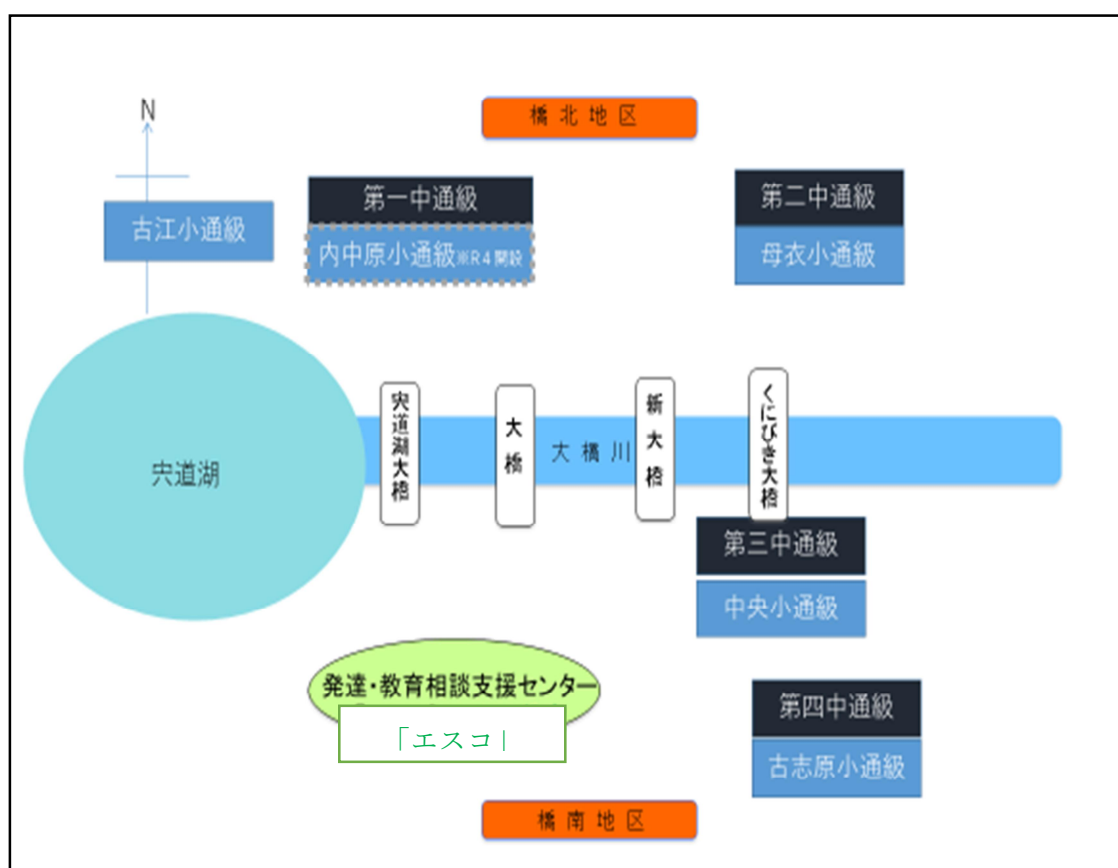 N
橋北地区
古江小通級
第一中通級
内中原小通級※R4開設
第二中通級
母衣小通級
宍道湖
宍道湖大橋
大橋
大橋川
新大橋
くにびき大橋
第三中通級
中央小通級
発達・教育相談支援センター
「エスコ」
第四中通級
古志原小通級
橋南地区